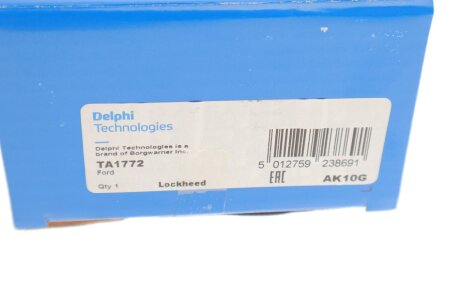 Delphi
Technologies
Delphi Technologies is a
brand of Borgwarner Inc.
TA1772
Ford
Qty 1
Lockheed
5 012759 238691
EAC
AK10G